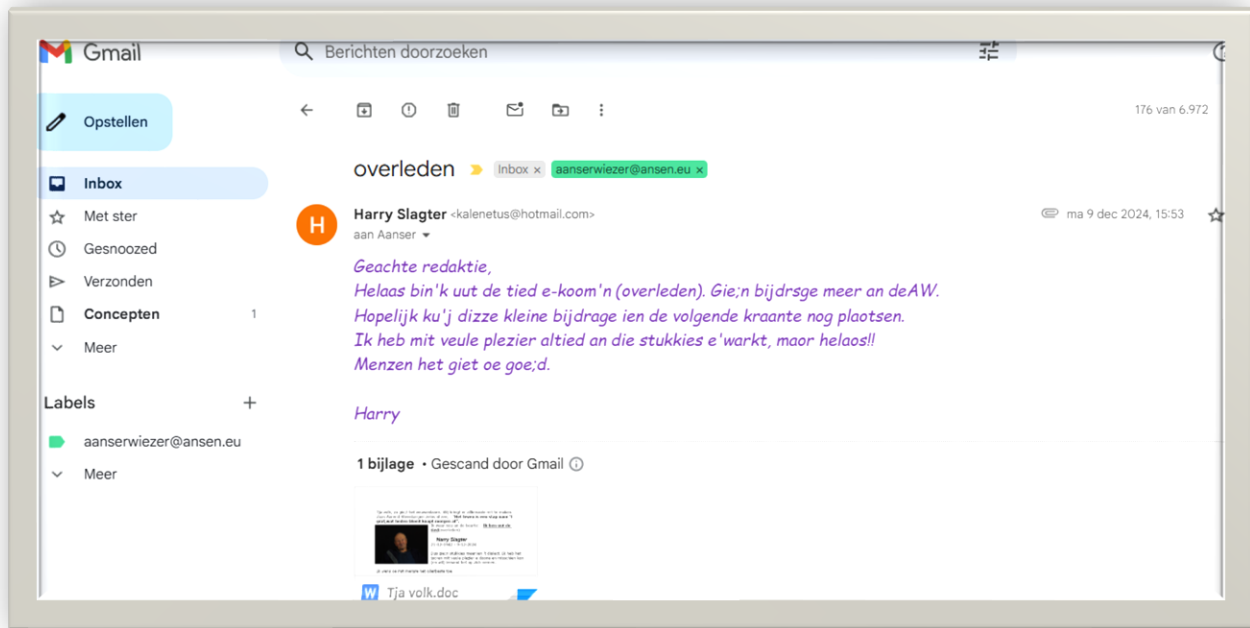 Gmail
Berichten doorzoeken
Opstellen
176 van 6.972
overleden Inbox × aanserwiezer@ansen.eu ×
Inbox
Met ster
Gesnoozed
Verzonden
Concepten 1
Meer
Labels +
aanserwiezer@ansen.eu
Meer
H
Harry Slagter <kalenetus@hotmail.com> ma 9 dec 2024, 15:53
aan Aanser
Geachte redaktie,
Helaas bin'k uut de tied e-koom'n (overleden). Gie;n bijdrsge meer an deAW.
Hopelijk ku'j dizze kleine bijdrage ien de volgende kraante nog plaotsen.
Ik heb mit veule plezier altied an die stukkies e'warkt, maor helaos!!
Menzen het giet oe goe;d.
Harry
1 bijlage • Gescand door Gmail
Harry Slagter
W Tja volk.doc